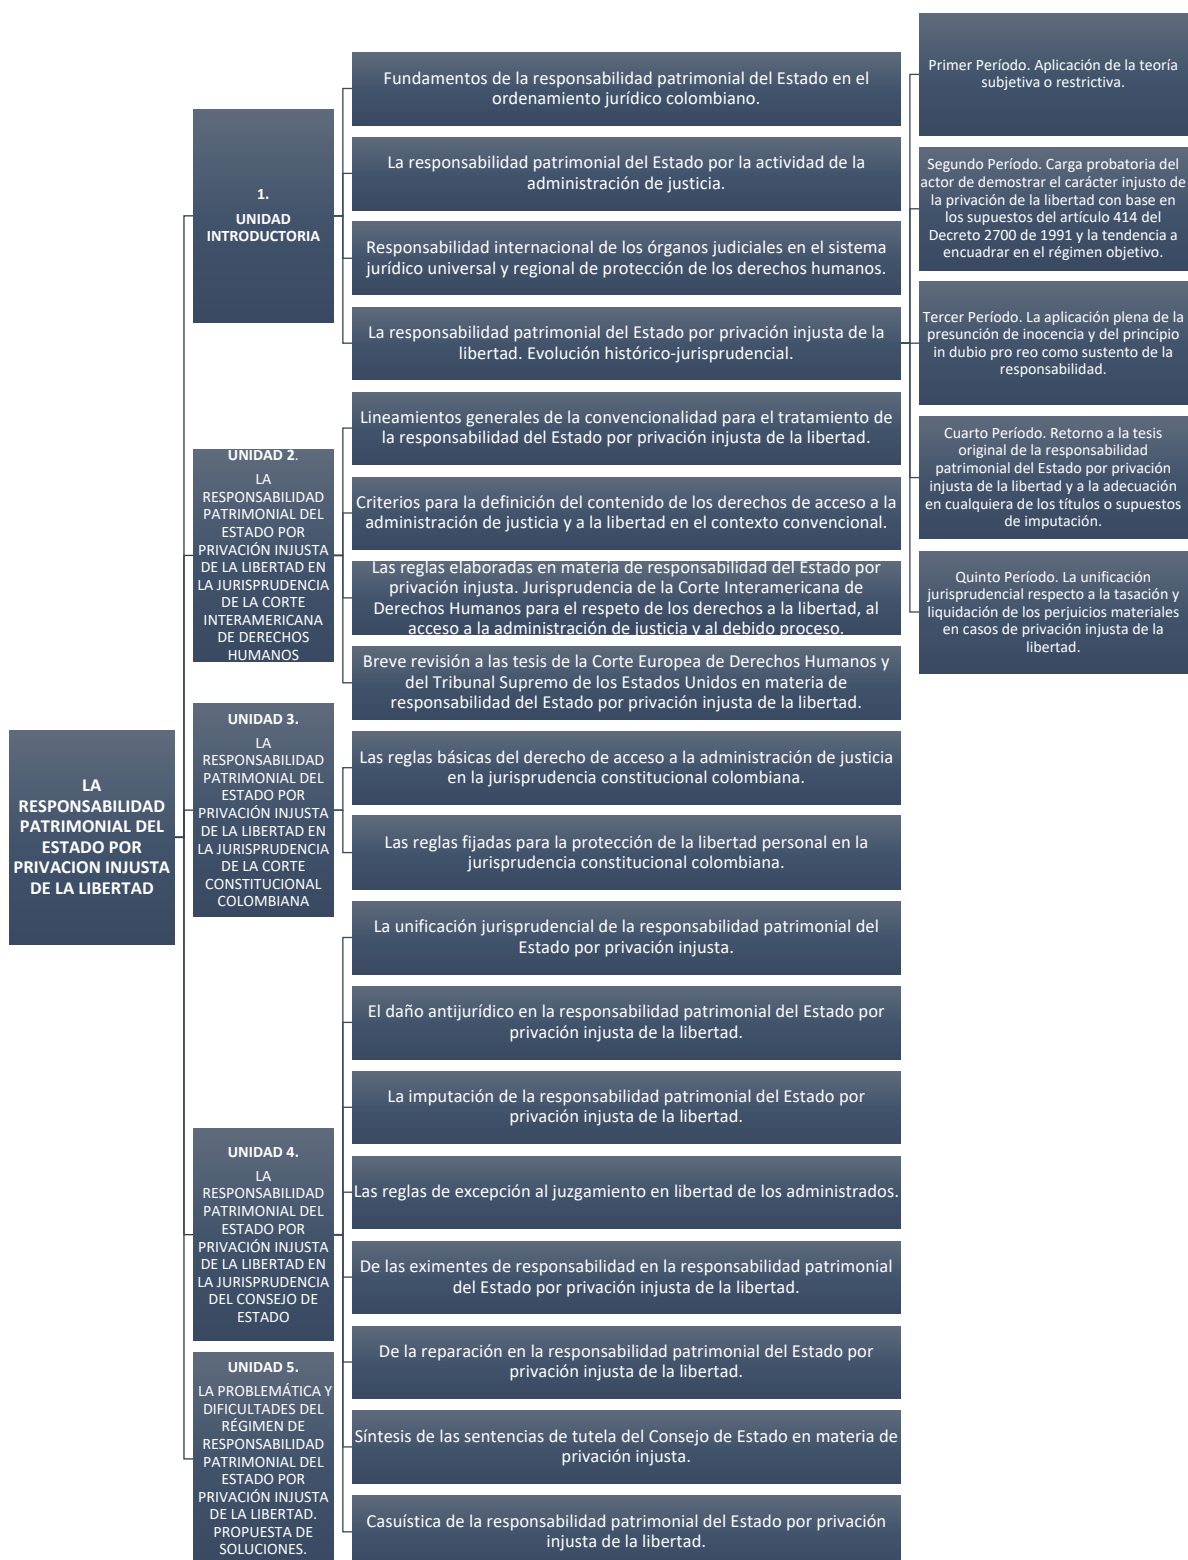 LA
RESPONSABILIDAD
PATRIMONIAL DEL
ESTADO POR
PRIVACION INJUSTA
DE LA LIBERTAD
1.
UNIDAD
INTRODUCTORIA
Fundamentos de la responsabilidad patrimonial del Estado en el
ordenamiento jurídico colombiano.
La responsabilidad patrimonial del Estado por la actividad de la
administración de justicia.
Responsabilidad internacional de los órganos judiciales en el sistema
jurídico universal y regional de protección de los derechos humanos.
La responsabilidad patrimonial del Estado por privación injusta de la
libertad. Evolución histórico-jurisprudencial.
Primer Período. Aplicación de la teoría
subjetiva o restrictiva.
Segundo Período. Carga probatoria del
actor de demostrar el carácter injusto de
la privación de la libertad con base en
los supuestos del artículo 414 del
Decreto 2700 de 1991 y la tendencia a
encuadrar en el régimen objetivo.
Tercer Período. La aplicación plena de la
presunción de inocencia y del principio
in dubio pro reo como sustento de la
responsabilidad.
Cuarto Período. Retorno a la tesis
original de la responsabilidad
patrimonial del Estado por privación
injusta de la libertad y a la adecuación
en cualquiera de los títulos o supuestos
de imputación.
Quinto Período. La unificación
jurisprudencial respecto a la tasación y
liquidación de los perjuicios materiales
en casos de privación injusta de la
libertad.
UNIDAD 2.
LA
RESPONSABILIDAD
PATRIMONIAL DEL
ESTADO POR
PRIVACIÓN INJUSTA
DE LA LIBERTAD EN
LA JURISPRUDENCIA
DE LA CORTE
INTERAMERICANA
DE DERECHOS
HUMANOS
Lineamientos generales de la convencionalidad para el tratamiento de
la responsabilidad del Estado por privación injusta de la libertad.
Criterios para la definición del contenido de los derechos de acceso a la
administración de justicia y a la libertad en el contexto convencional.
Las reglas elaboradas en materia de responsabilidad del Estado por
privación injusta. Jurisprudencia de la Corte Interamericana de
Derechos Humanos para el respeto de los derechos a la libertad, al
acceso a la administración de justicia y al debido proceso.
Breve revisión a las tesis de la Corte Europea de Derechos Humanos y
del Tribunal Supremo de los Estados Unidos en materia de
responsabilidad del Estado por privación injusta de la libertad.
UNIDAD 3.
LA
RESPONSABILIDAD
PATRIMONIAL DEL
ESTADO POR
PRIVACIÓN INJUSTA
DE LA LIBERTAD EN
LA JURISPRUDENCIA
DE LA CORTE
CONSTITUCIONAL
COLOMBIANA
Las reglas básicas del derecho de acceso a la administración de justicia
en la jurisprudencia constitucional colombiana.
Las reglas fijadas para la protección de la libertad personal en la
jurisprudencia constitucional colombiana.
UNIDAD 4.
LA
RESPONSABILIDAD
PATRIMONIAL DEL
ESTADO POR
PRIVACIÓN INJUSTA
DE LA LIBERTAD EN
LA JURISPRUDENCIA
DEL CONSEJO DE
ESTADO
La unificación jurisprudencial de la responsabilidad patrimonial del
Estado por privación injusta.
El daño antijurídico en la responsabilidad patrimonial del Estado por
privación injusta de la libertad.
La imputación de la responsabilidad patrimonial del Estado por
privación injusta de la libertad.
Las reglas de excepción al juzgamiento en libertad de los administrados.
De las eximentes de responsabilidad en la responsabilidad patrimonial
del Estado por privación injusta de la libertad.
De la reparación en la responsabilidad patrimonial del Estado por
privación injusta de la libertad.
Síntesis de las sentencias de tutela del Consejo de Estado en materia de
privación injusta.
Casuística de la responsabilidad patrimonial del Estado por privación
injusta de la libertad.
UNIDAD 5.
LA PROBLEMÁTICA Y
DIFICULTADES DEL
RÉGIMEN DE
RESPONSABILIDAD
PATRIMONIAL DEL
ESTADO POR
PRIVACIÓN INJUSTA
DE LA LIBERTAD.
PROPUESTA DE
SOLUCIONES.